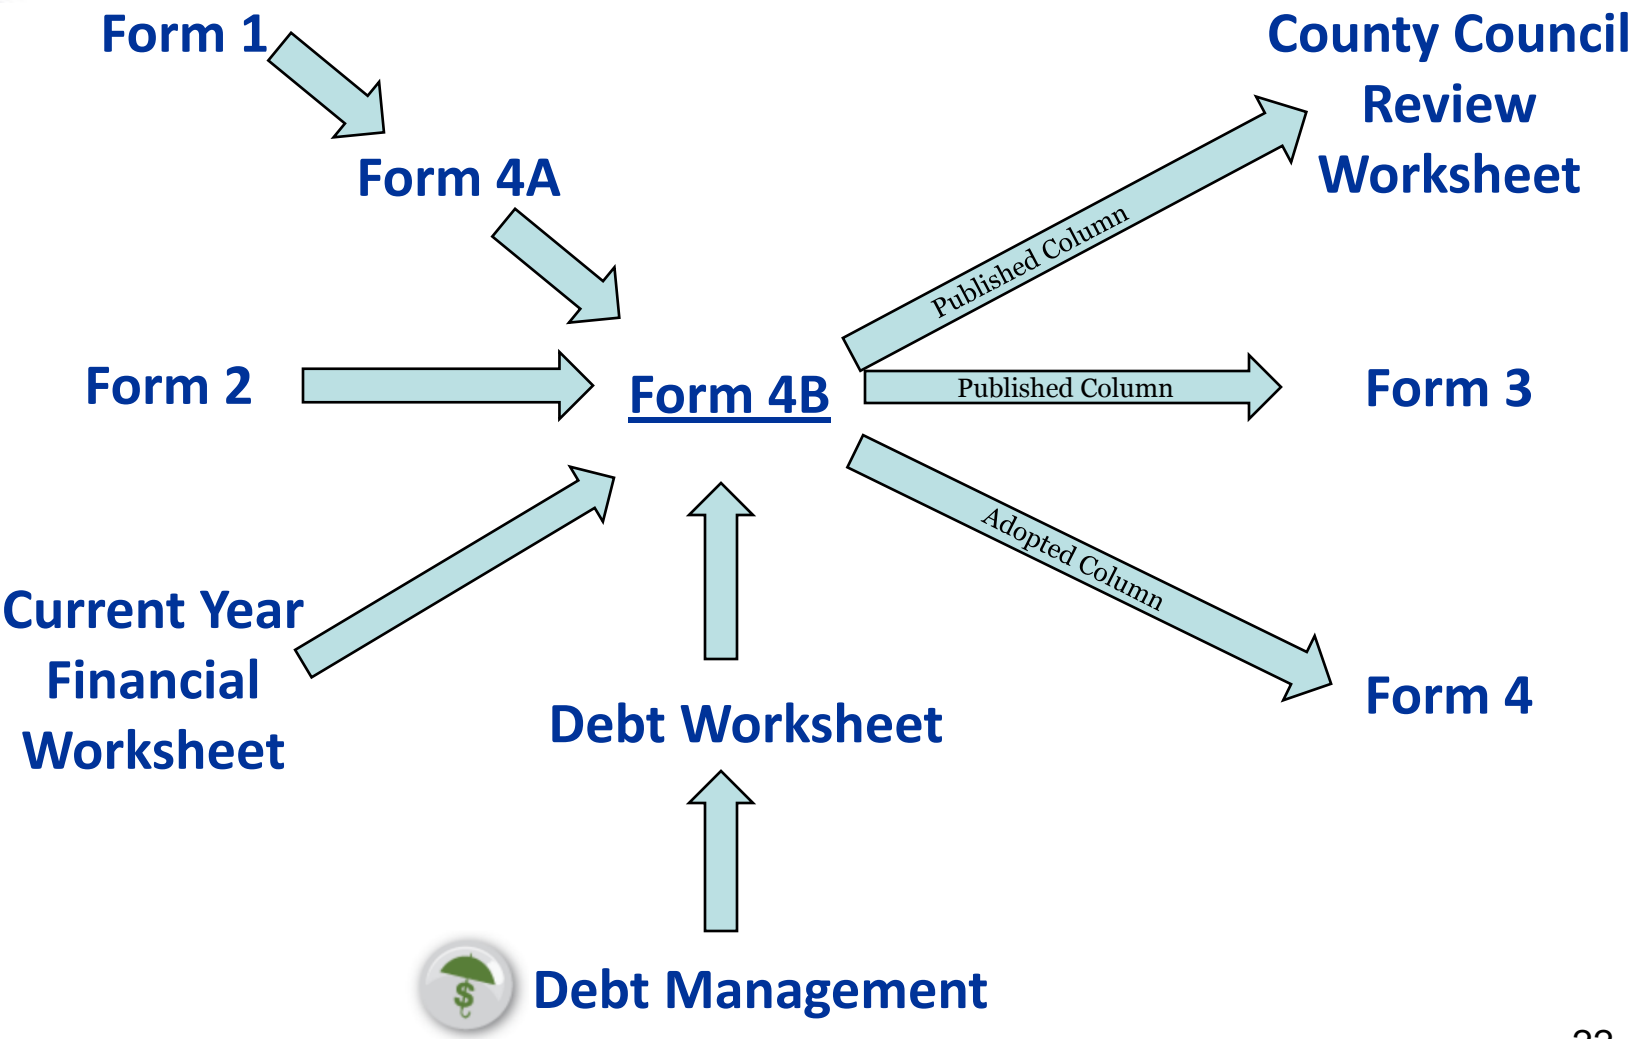 Form 1
County Council
Review
Worksheet
Form 4A
Published Column
Form 2
Form 4B
Published Column
Form 3
Adopted Column
Current Year
Financial
Worksheet
Form 4
Debt Worksheet
$
Debt Management